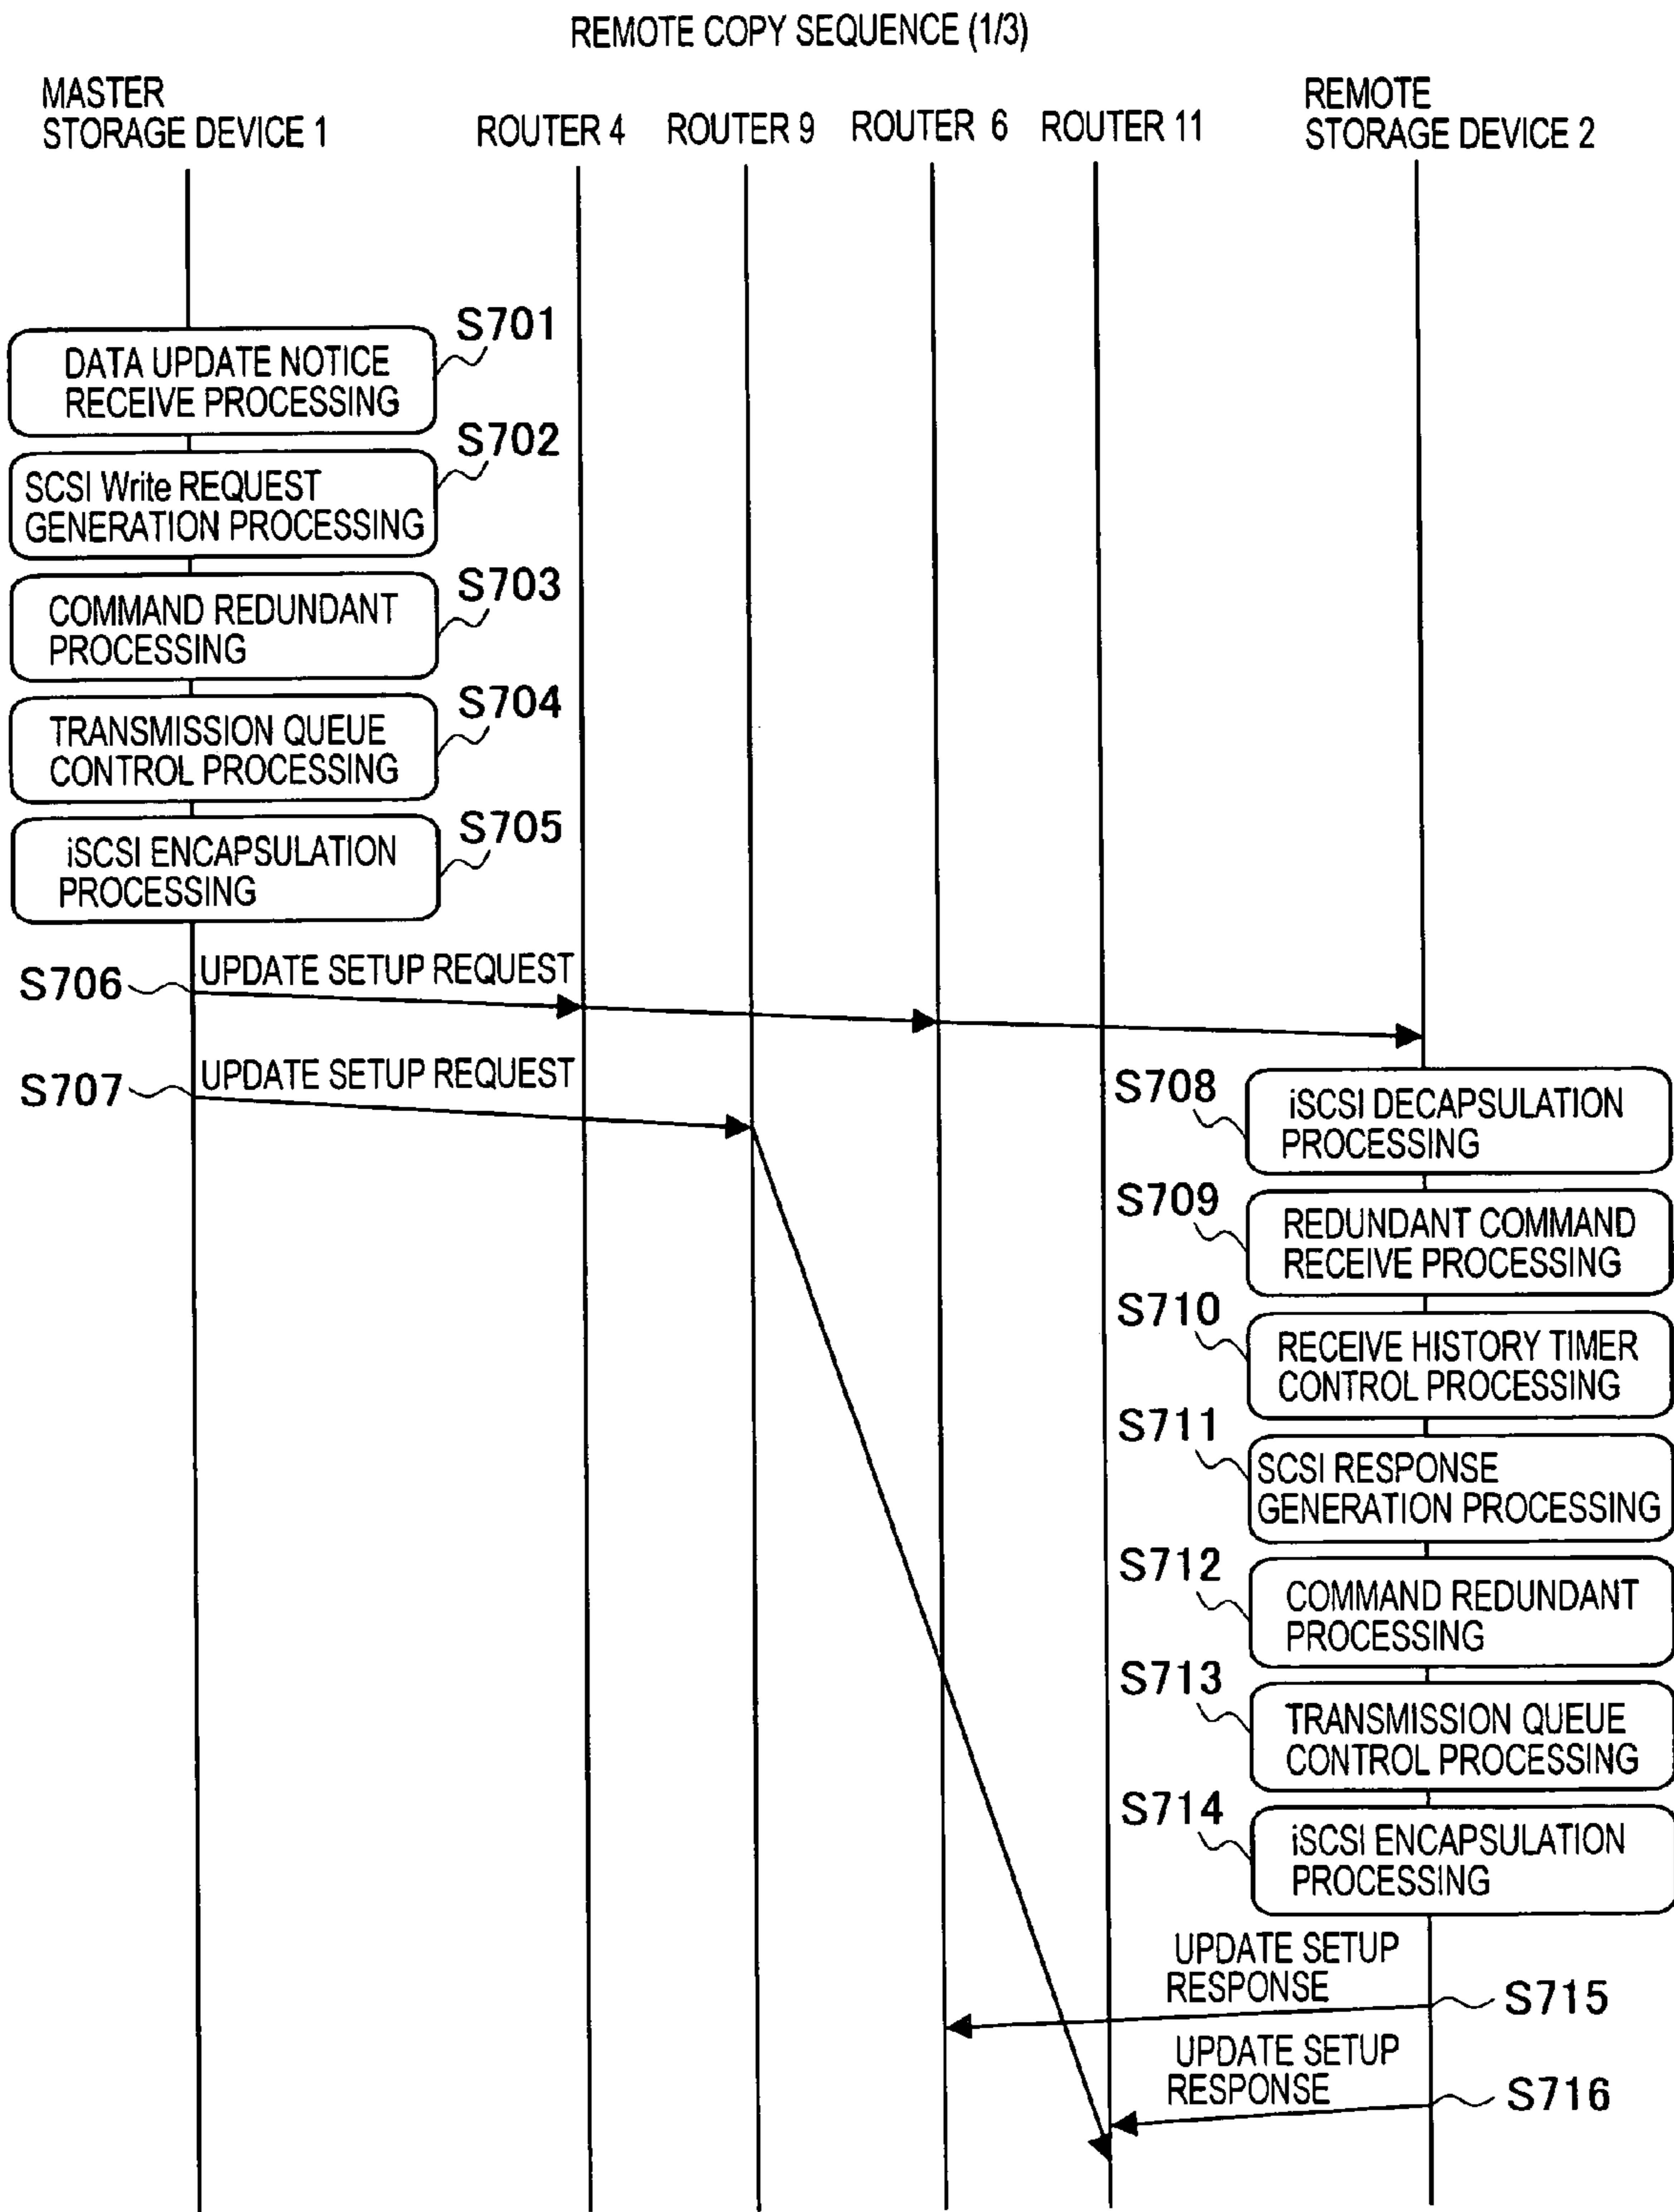 REMOTE COPY SEQUENCE (1/3)
MASTER
STORAGE DEVICE 1
ROUTER 4
ROUTER 9
ROUTER 6
ROUTER 11
REMOTE
STORAGE DEVICE 2
S701
DATA UPDATE NOTICE
RECEIVE PROCESSING
S702
SCSI Write REQUEST
GENERATION PROCESSING
S703
COMMAND REDUNDANT
PROCESSING
S704
TRANSMISSION QUEUE
CONTROL PROCESSING
S705
iSCSI ENCAPSULATION
PROCESSING
S706
UPDATE SETUP REQUEST
S707
UPDATE SETUP REQUEST
S708
iSCSI DECAPSULATION
PROCESSING
S709
REDUNDANT COMMAND
RECEIVE PROCESSING
S710
RECEIVE HISTORY TIMER
CONTROL PROCESSING
S711
SCSI RESPONSE
GENERATION PROCESSING
S712
COMMAND REDUNDANT
PROCESSING
S713
TRANSMISSION QUEUE
CONTROL PROCESSING
S714
iSCSI ENCAPSULATION
PROCESSING
UPDATE SETUP
RESPONSE
S715
UPDATE SETUP
RESPONSE
S716